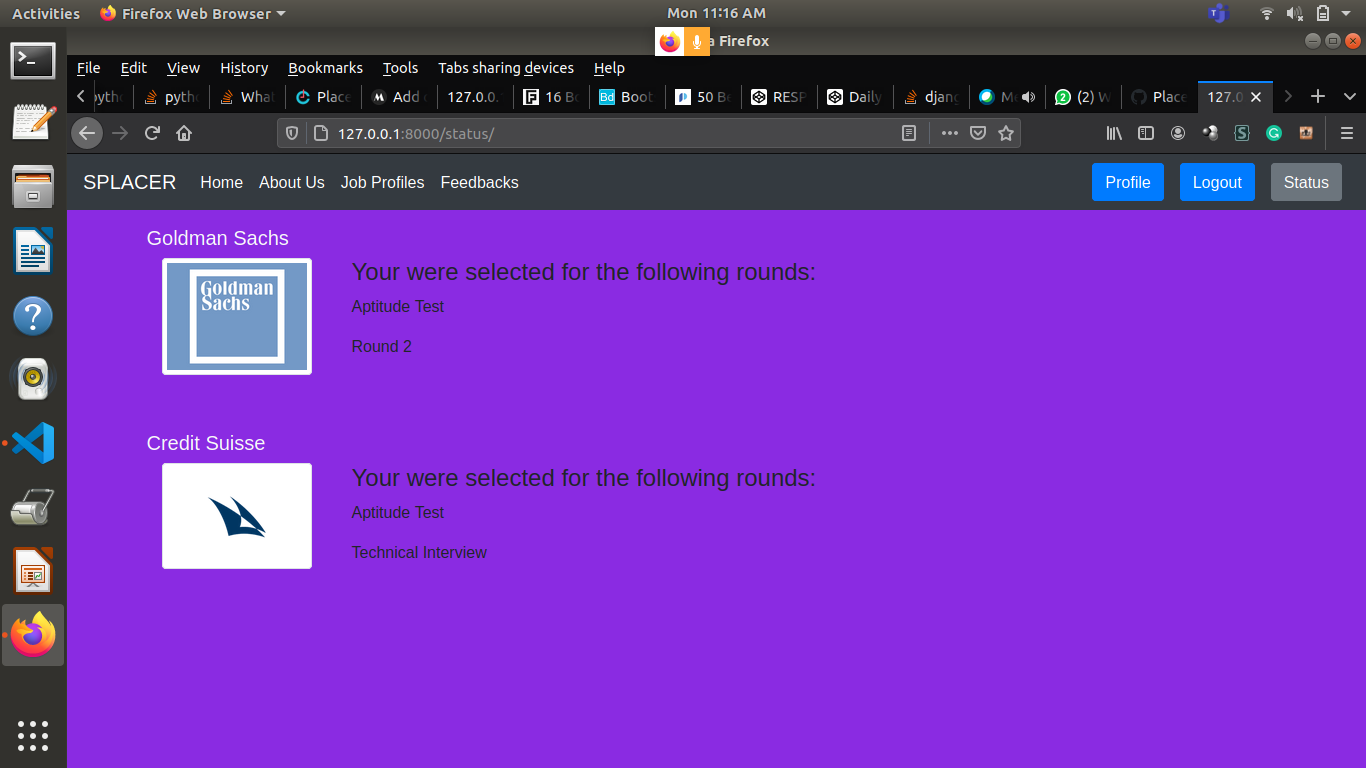 Activities Firefox Web Browser Mon 11:16 AM
a Firefox
File Edit View History Bookmarks Tools Tabs sharing devices Help
pytho Wha Place Add 127.0.0. 16 Bo Boot 50 Be RESP Daily djang Me (2) W Place 127.0
127.0.0.1:8000/status/
SPLACER Home About Us Job Profiles Feedbacks Profile Logout Status
Goldman Sachs
Goldman
Sachs
Your were selected for the following rounds:
Aptitude Test
Round 2
Credit Suisse
Your were selected for the following rounds:
Aptitude Test
Technical Interview